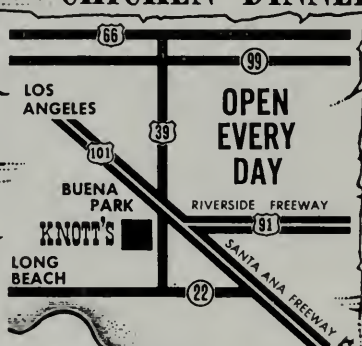 CHICKEN DINNE
66
99
LOS
ANGELES
OPEN
EVERY
DAY
39
101
BUENA
PARK
RIVERSIDE FREEWAY
91
KNOTT'S
SANTA ANA FREEWAY
LONG
BEACH
22